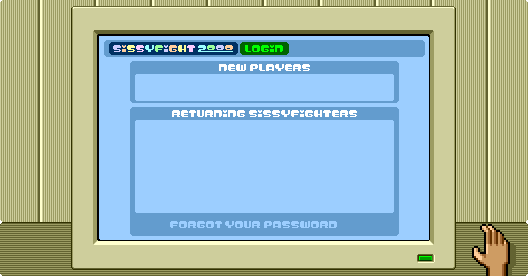 SiSSYFiGHT 2000 LOGiN
NEW PLAYERS
RETURNiNG SiSSYFiGHTERS
FORGOT YOUR PASSWORD